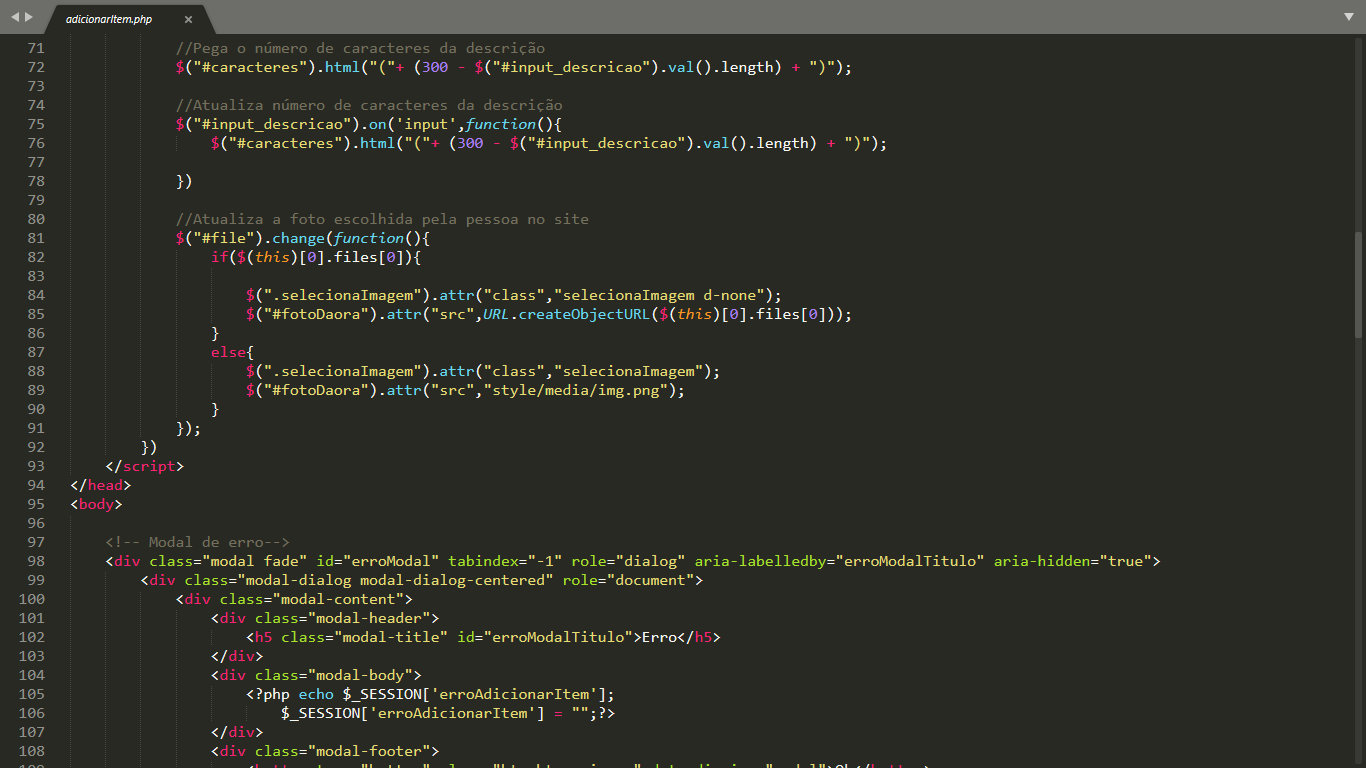 adicionarItem.php ×
71 //Pega o número de caracteres da descrição
72 $("#caracteres").html("("+ (300 - $("#input_descricao").val().length) + ")");
73
74 //Atualiza número de caracteres da descrição
75 $("#input_descricao").on('input',function(){
76 $("#caracteres").html("("+ (300 - $("#input_descricao").val().length) + ")");
77
78 })
79
80 //Atualiza a foto escolhida pela pessoa no site
81 $("#file").change(function(){
82 if($(this)[0].files[0]){
83
84 $(".selecionaImagem").attr("class","selecionaImagem d-none");
85 $("#fotoDaora").attr("src",URL.createObjectURL($(this)[0].files[0]));
86 }
87 else{
88 $(".selecionaImagem").attr("class","selecionaImagem");
89 $("#fotoDaora").attr("src","style/media/img.png");
90 }
91 });
92 })
93 </script>
94 </head>
95 <body>
96
97 <!-- Modal de erro-->
98 <div class="modal fade" id="erroModal" tabindex="-1" role="dialog" aria-labelledby="erroModalTitulo" aria-hidden="true">
99 <div class="modal-dialog modal-dialog-centered" role="document">
100 <div class="modal-content">
101 <div class="modal-header">
102 <h5 class="modal-title" id="erroModalTitulo">Erro</h5>
103 </div>
104 <div class="modal-body">
105 <?php echo $_SESSION['erroAdicionarItem'];
106 $_SESSION['erroAdicionarItem'] = "";?>
107 </div>
108 <div class="modal-footer">